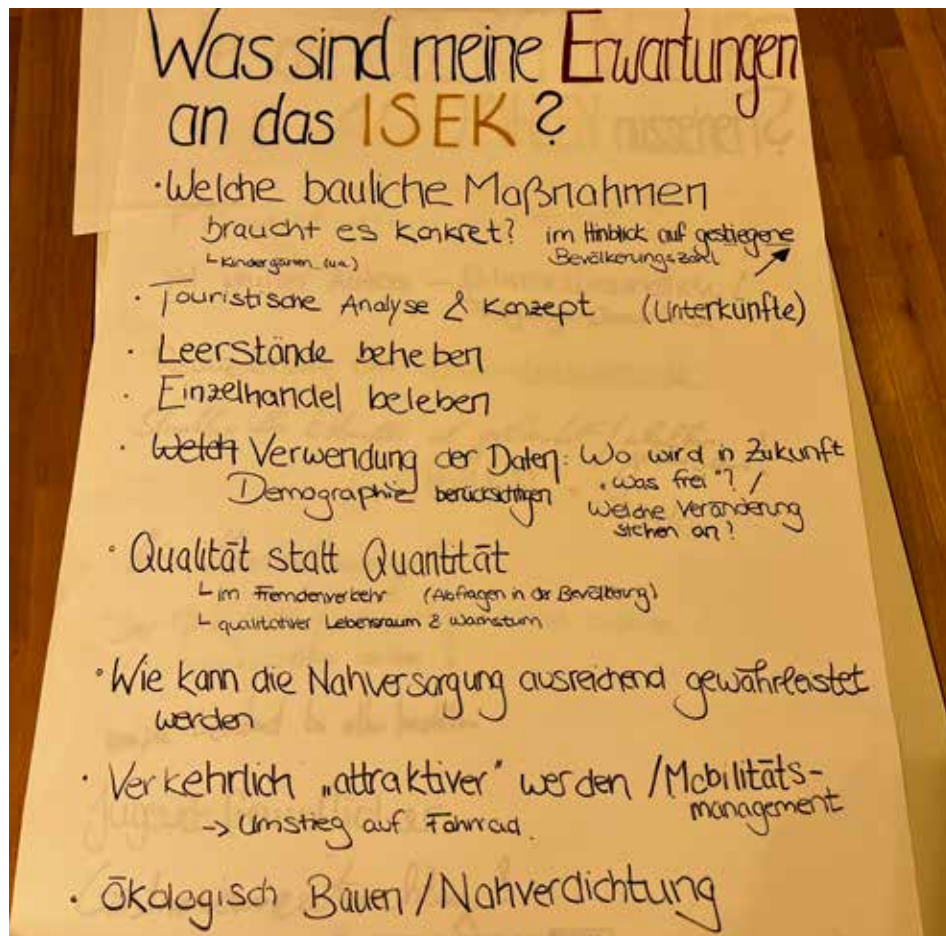 Was sind meine Erwartungen
an das ISEK?
· Welche bauliche Maßnahmen
braucht es konkret? im Hinblick auf gestiegene
Bevölkerungszahl
└ Kindergärten (u.a.)
· Touristische Analyse & Konzept (Unterkünfte)
· Leerstände beheben
· Einzelhandel beleben
· Welch Verwendung der Daten: Wo wird in Zukunft
„Was frei"? /
Demographie berücksichtigen
Welche Veränderung
stehen an?
· Qualität statt Quantität
└ im Fremdenverkehr (Abfragen in der Bevölkerung)
└ qualitativer Lebensraum & Wachstum
· Wie kann die Nahversorgung ausreichend gewährleistet
werden
· Verkehrlich „attraktiver" werden / Mobilitäts-
management
-> Umstieg auf Fahrrad.
· Ökologisch Bauen / Nahverdichtung